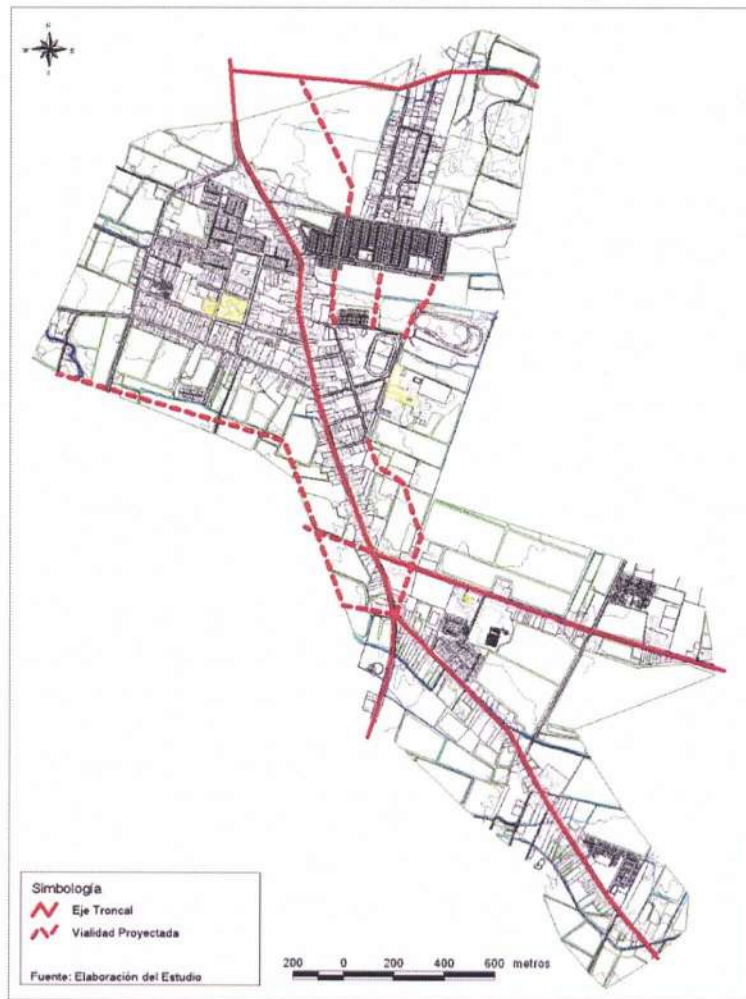 N
W E
S
Simbología
Eje Troncal
Vialidad Proyectada
Fuente: Elaboración del Estudio
200 0 200 400 600 metros